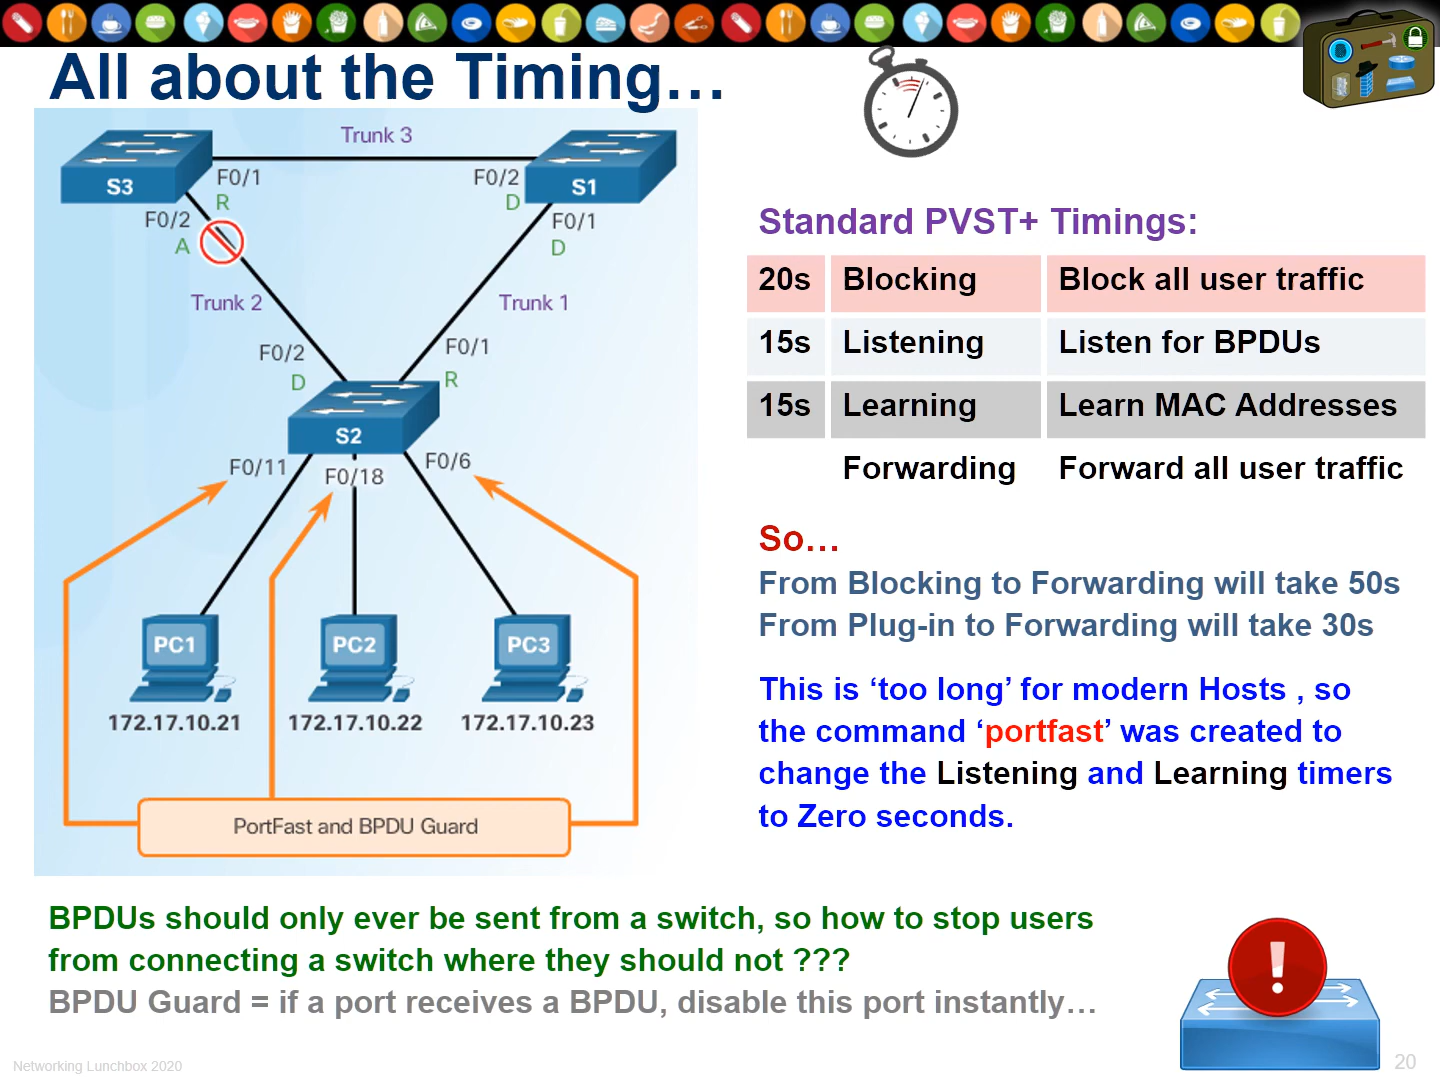 All about the Timing…
Trunk 3
S3
S1
F0/1
R
F0/2
D
F0/2
A
F0/1
D
Trunk 2
Trunk 1
F0/2
D
F0/1
R
S2
F0/11
F0/18
F0/6
PC1
PC2
PC3
172.17.10.21
172.17.10.22
172.17.10.23
PortFast and BPDU Guard
Standard PVST+ Timings:
20s Blocking Block all user traffic
15s Listening Listen for BPDUs
15s Learning Learn MAC Addresses
Forwarding Forward all user traffic
So…
From Blocking to Forwarding will take 50s
From Plug-in to Forwarding will take 30s
This is ‘too long’ for modern Hosts , so
the command ‘portfast’ was created to
change the Listening and Learning timers
to Zero seconds.
BPDUs should only ever be sent from a switch, so how to stop users
from connecting a switch where they should not ???
BPDU Guard = if a port receives a BPDU, disable this port instantly…
!
Networking Lunchbox 2020
20